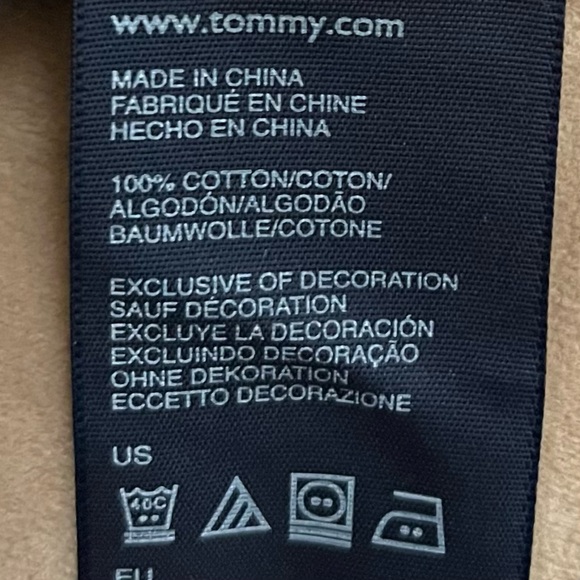 www.tommy.com
MADE IN CHINA
FABRIQUÉ EN CHINE
HECHO EN CHINA
100% COTTON/COTON/
ALGODÓN/ALGODÃO
BAUMWOLLE/COTONE
EXCLUSIVE OF DECORATION
SAUF DÉCORATION
EXCLUYE LA DECORACIÓN
EXCLUINDO DECORAÇÃO
OHNE DEKORATION
ECCETTO DECORAZIONE
US
40C
EU